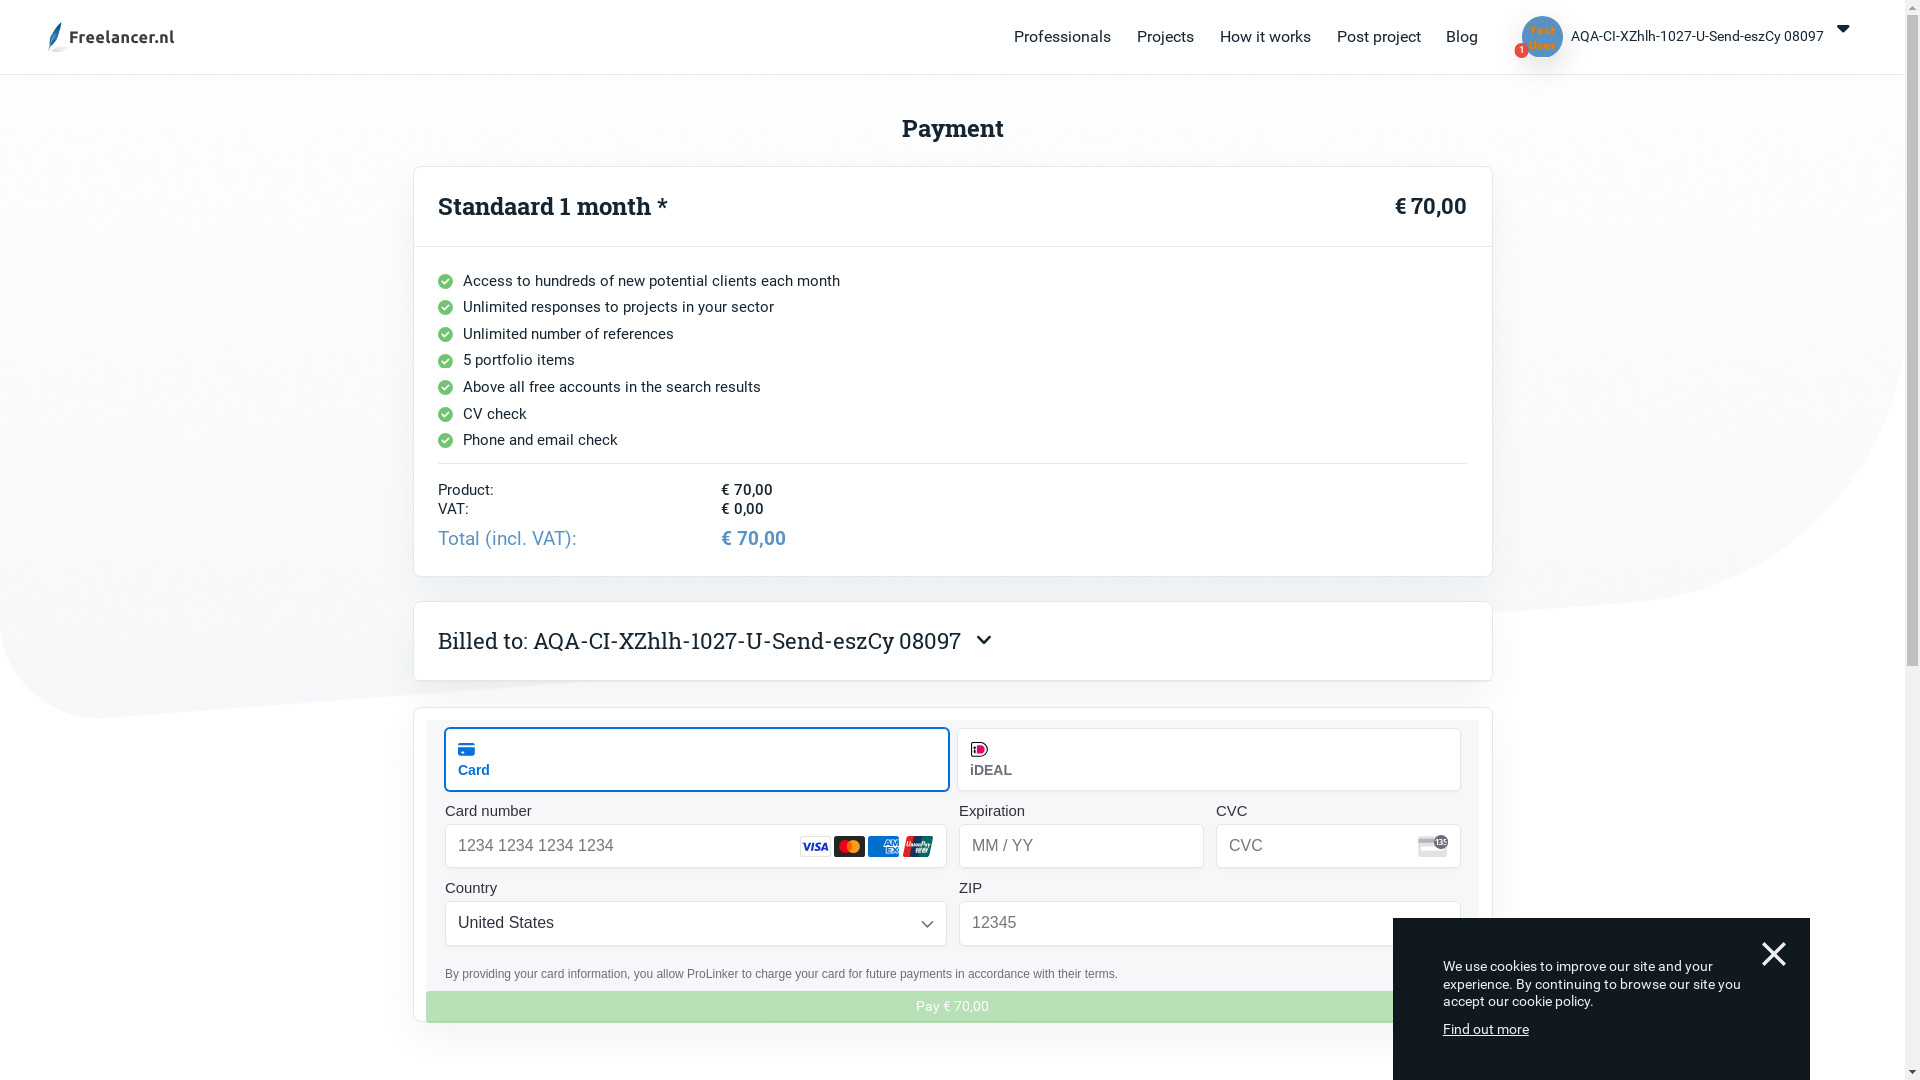 Freelancer.nl
Professionals
Projects
How it works
Post project
Blog
Test
User
1
AQA-CI-XZhlh-1027-U-Send-eszCy 08097
Payment
Standaard 1 month *
€ 70,00
Access to hundreds of new potential clients each month
Unlimited responses to projects in your sector
Unlimited number of references
5 portfolio items
Above all free accounts in the search results
CV check
Phone and email check
Product:
€ 70,00
VAT:
€ 0,00
Total (incl. VAT):
€ 70,00
Billed to: AQA-CI-XZhlh-1027-U-Send-eszCy 08097
Card
iDEAL
Card number
Expiration
CVC
1234 1234 1234 1234
VISA
AM
EX
UnionPay
MM / YY
CVC
135
Country
ZIP
United States
12345
By providing your card information, you allow ProLinker to charge your card for future payments in accordance with their terms.
Pay € 70,00
We use cookies to improve our site and your
experience. By continuing to browse our site you
accept our cookie policy.
Find out more